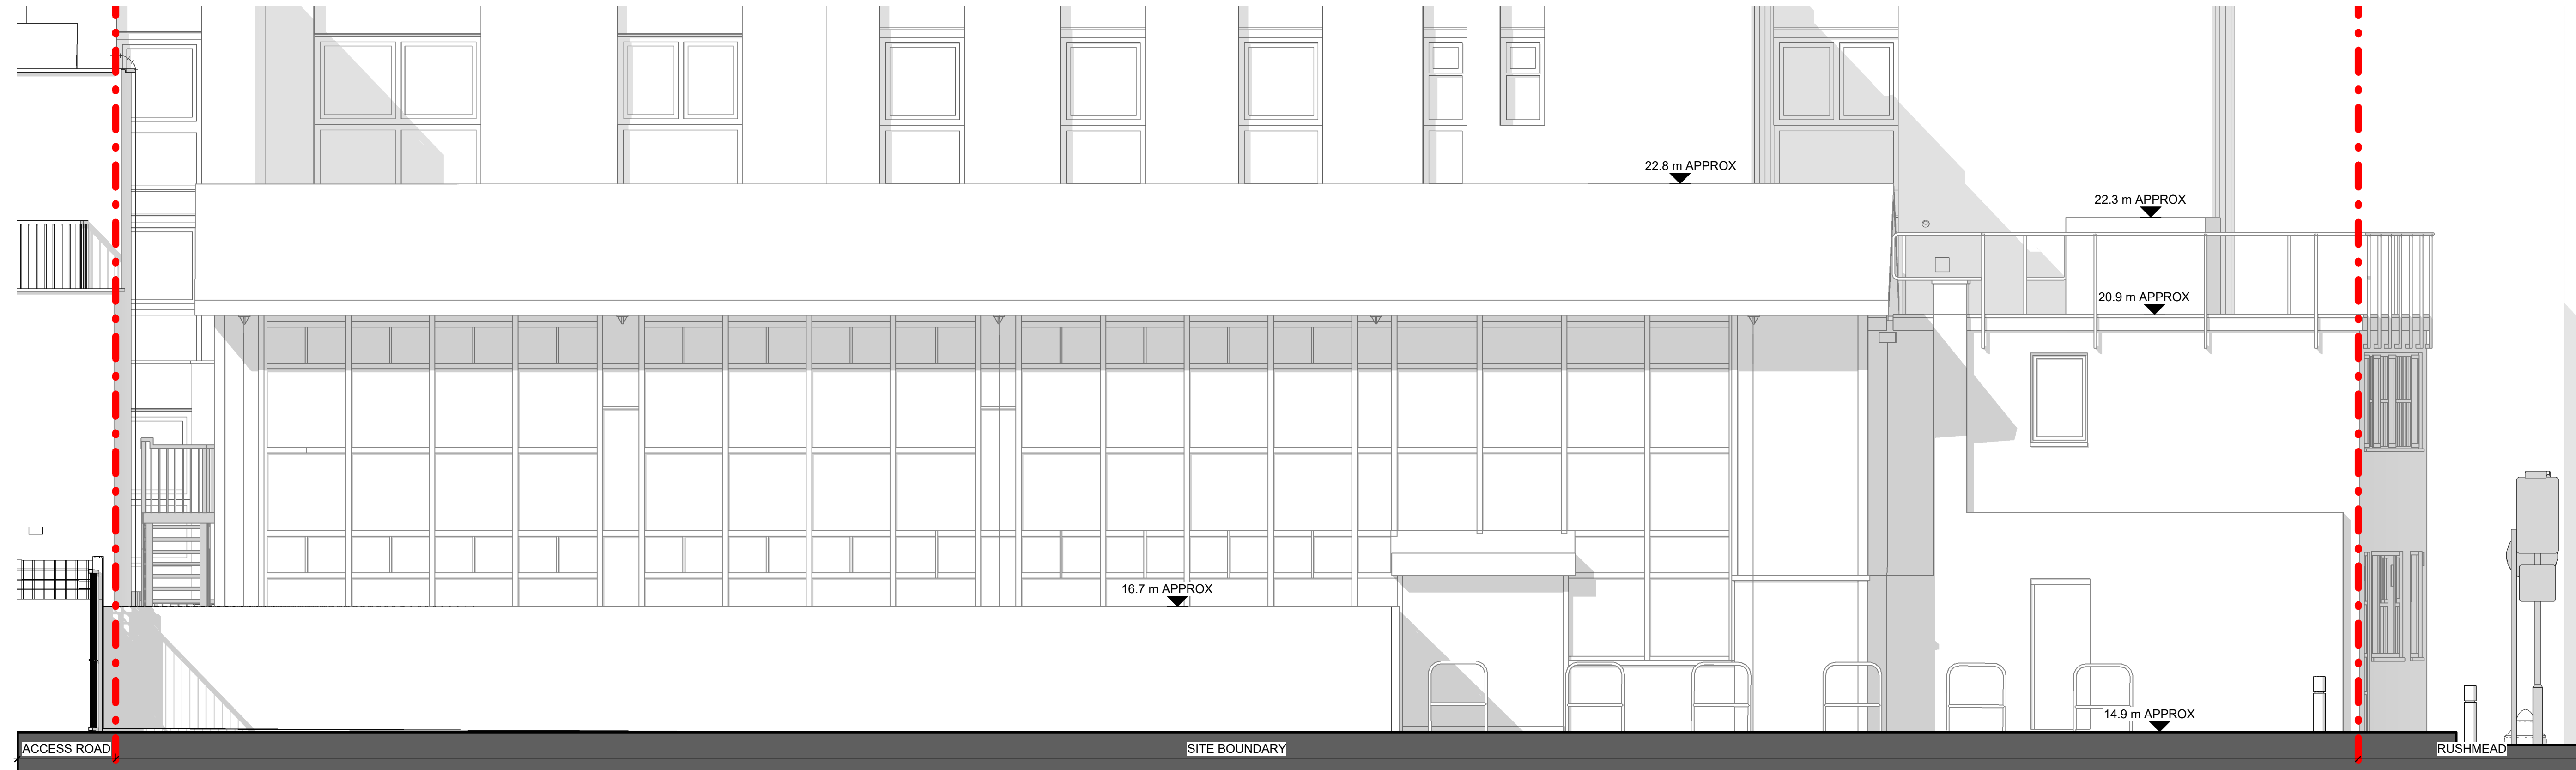 22.8 m APPROX
22.3 m APPROX
20.9 m APPROX
16.7 m APPROX
14.9 m APPROX
ACCESS ROAD
SITE BOUNDARY
RUSHMEAD